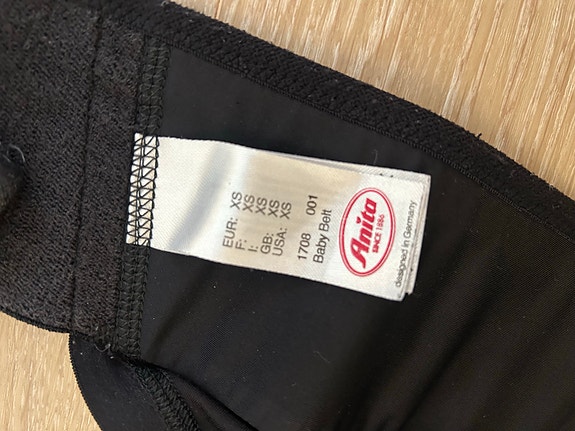 EUR: XS
F: XS
I: XS
GB: XS
USA: XS
1708 001
Baby Belt
Anita
SINCE 1886
designed in Germany